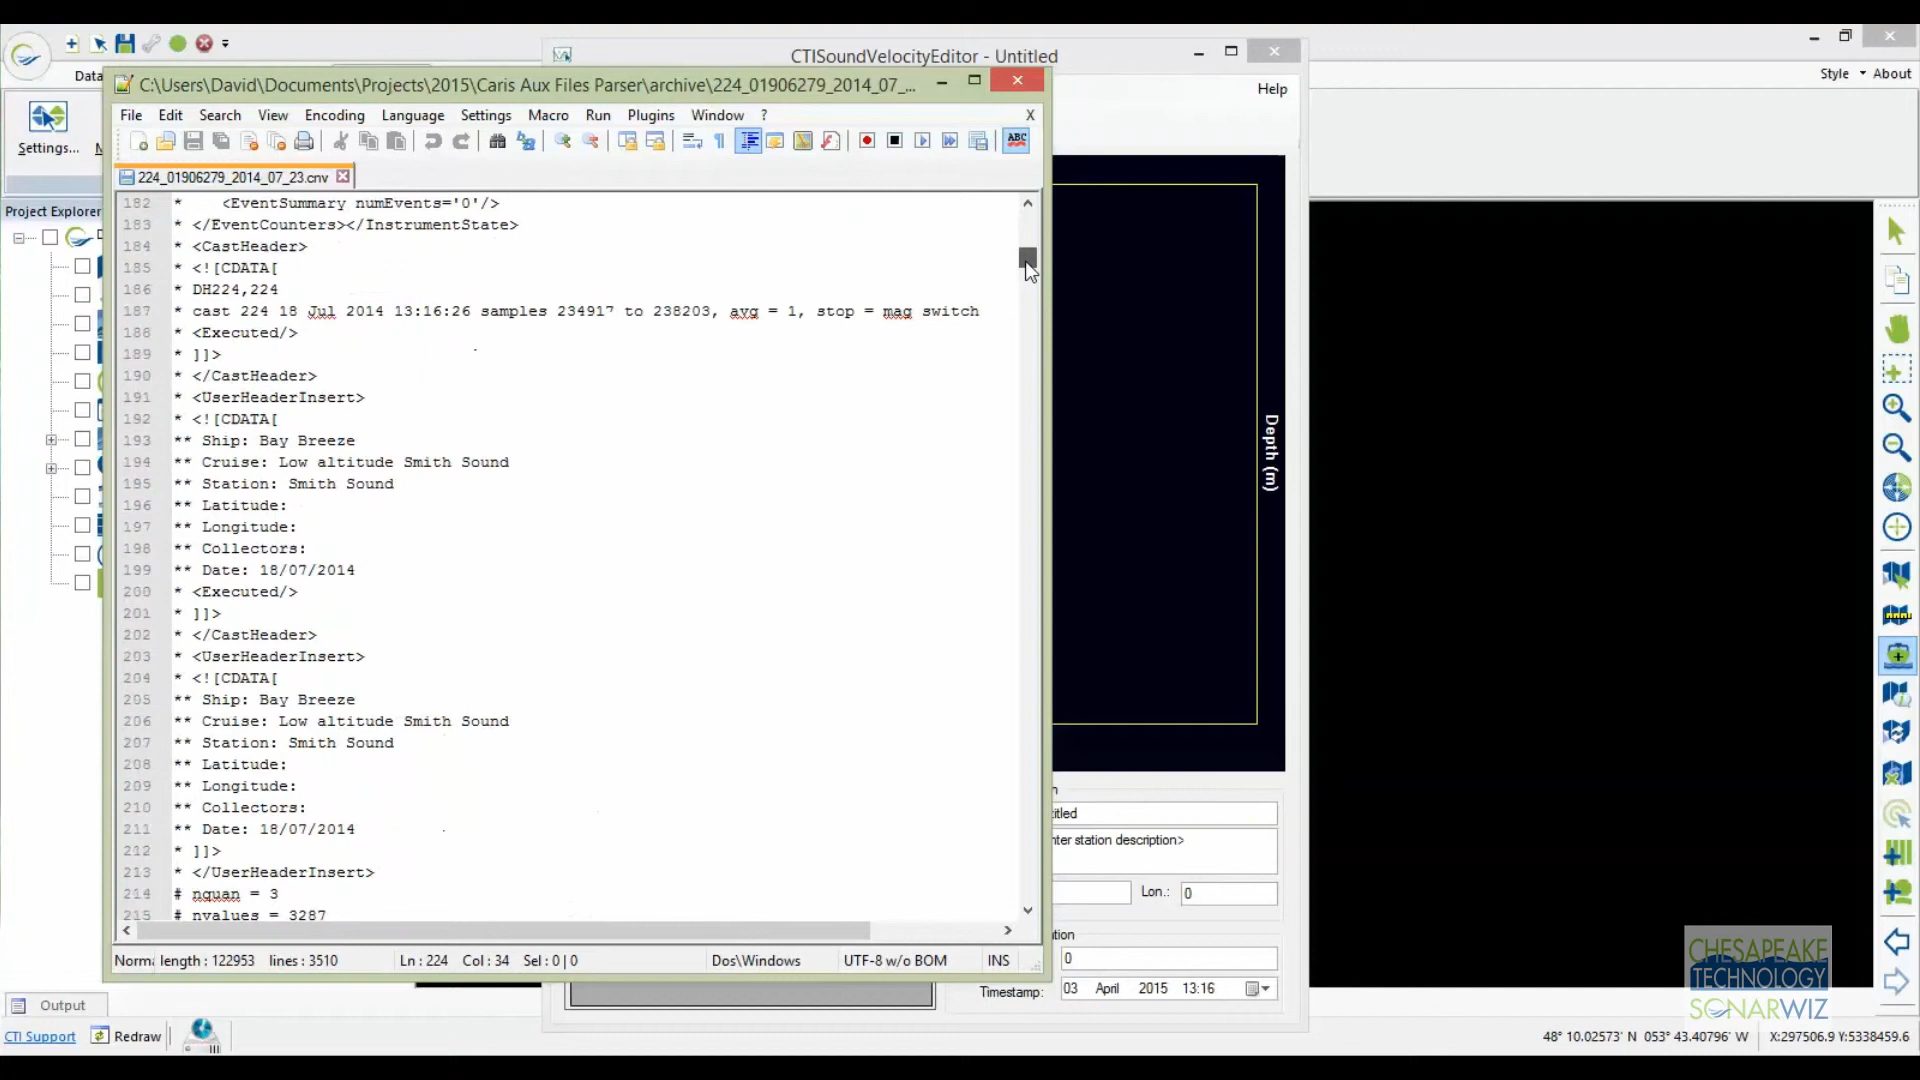 CTISoundVelocityEditor - Untitled
Data
Style
About
C:\Users\David\Documents\Projects\2015\Caris Aux Files Parser\archive\224_01906279_2014_07_...
Help
File Edit Search View Encoding Language Settings Macro Run Plugins Window ? X
Settings...
ABC
224_01906279_2014_07_23.cnv
Project Explorer
182 * <EventSummary numEvents='0'/>
183 * </EventCounters></InstrumentState>
184 * <CastHeader>
185 * <![CDATA[
186 * DH224,224
187 * cast 224 18 Jul 2014 13:16:26 samples 234917 to 238203, avg = 1, stop = mag switch
188 * <Executed/>
189 * ]]>
190 * </CastHeader>
191 * <UserHeaderInsert>
192 * <![CDATA[
193 ** Ship: Bay Breeze
194 ** Cruise: Low altitude Smith Sound
195 ** Station: Smith Sound
196 ** Latitude:
197 ** Longitude:
198 ** Collectors:
199 ** Date: 18/07/2014
200 * <Executed/>
201 * ]]>
202 * </CastHeader>
203 * <UserHeaderInsert>
204 * <![CDATA[
205 ** Ship: Bay Breeze
206 ** Cruise: Low altitude Smith Sound
207 ** Station: Smith Sound
208 ** Latitude:
209 ** Longitude:
210 ** Collectors:
211 ** Date: 18/07/2014
212 * ]]>
213 * </UserHeaderInsert>
214 # nquan = 3
215 # nvalues = 3287
Depth (m)
titled
nter station description>
Lon.: 0
tion
0
Timestamp: 03 April 2015 13:16
Norma length : 122953 lines : 3510 Ln : 224 Col : 34 Sel : 0 | 0 Dos\Windows UTF-8 w/o BOM INS
CHESAPEAKE
TECHNOLOGY
SONARWIZ
Output
CTI Support
Redraw
48° 10.02573' N 053° 43.40796' W
X:297506.9 Y:5338459.6